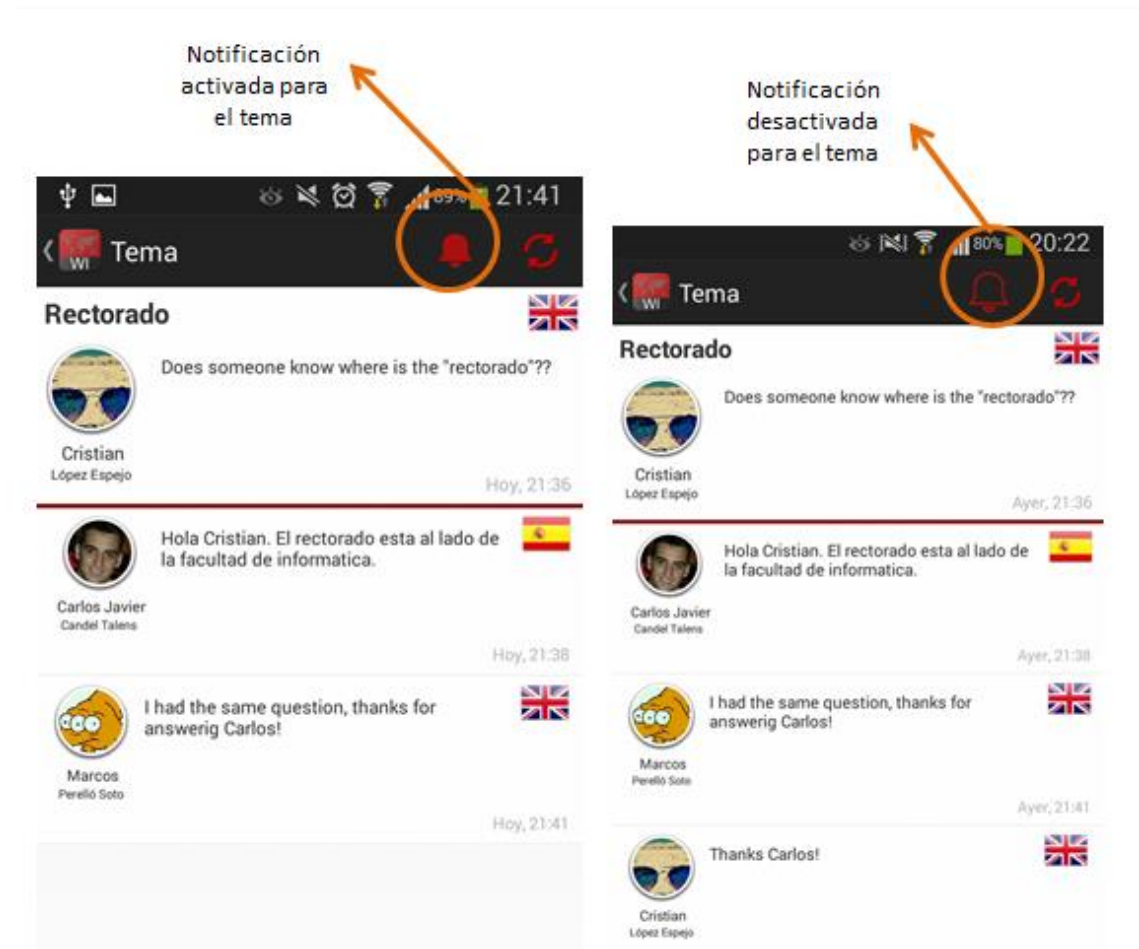 Notificación
activada para
el tema
Notificación
desactivada
para el tema
89% 21:41
WI Tema
Rectorado
Does someone know where is the "rectorado"??
Cristian
López Espejo
Hoy, 21:36
Hola Cristian. El rectorado esta al lado de
la facultad de informatica.
Carlos Javier
Candel Talens
Hoy, 21:38
I had the same question, thanks for
answerig Carlos!
Marcos
Perelló Soto
Hoy, 21:41
80% 20:22
WI Tema
Rectorado
Does someone know where is the "rectorado"??
Cristian
López Espejo
Ayer, 21:36
Hola Cristian. El rectorado esta al lado de
la facultad de informatica.
Carlos Javier
Candel Talens
Ayer, 21:38
I had the same question, thanks for
answerig Carlos!
Marcos
Perelló Soto
Ayer, 21:41
Thanks Carlos!
Cristian
López Espejo